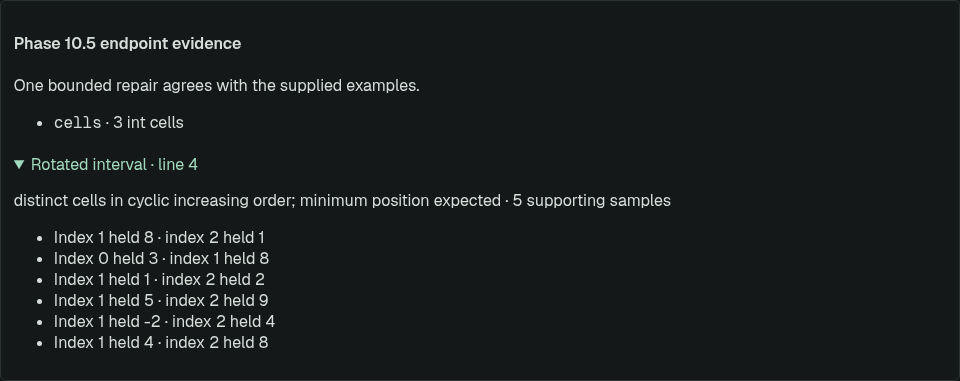 Phase 10.5 endpoint evidence
One bounded repair agrees with the supplied examples.
• cells · 3 int cells
▼ Rotated interval · line 4
distinct cells in cyclic increasing order; minimum position expected · 5 supporting samples
• Index 1 held 8 · index 2 held 1
• Index 0 held 3 · index 1 held 8
• Index 1 held 1 · index 2 held 2
• Index 1 held 5 · index 2 held 9
• Index 1 held -2 · index 2 held 4
• Index 1 held 4 · index 2 held 8